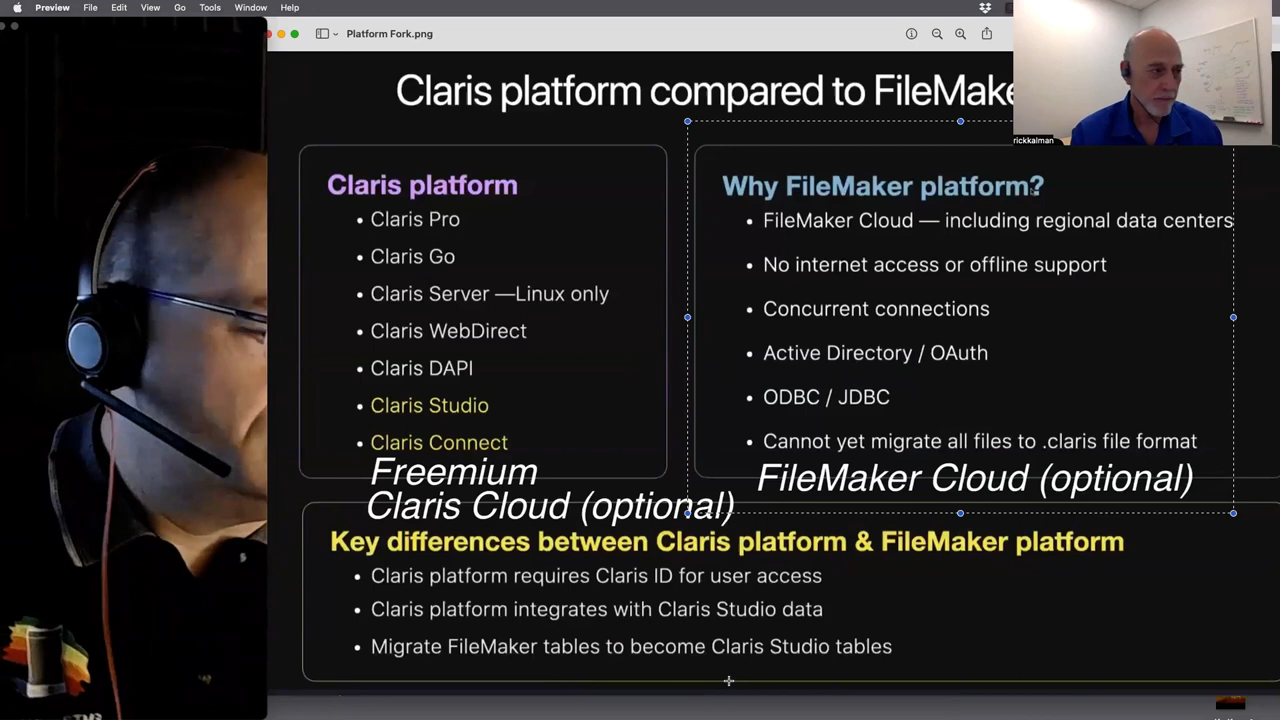 Preview File Edit View Go Tools Window Help
Platform Fork.png
rickkalman
Claris platform compared to FileMake
Claris platform
• Claris Pro
• Claris Go
• Claris Server —Linux only
• Claris WebDirect
• Claris DAPI
• Claris Studio
• Claris Connect
Freemium
Claris Cloud (optional)
Why FileMaker platform?
• FileMaker Cloud — including regional data centers
• No internet access or offline support
• Concurrent connections
• Active Directory / OAuth
• ODBC / JDBC
• Cannot yet migrate all files to .claris file format
FileMaker Cloud (optional)
Key differences between Claris platform & FileMaker platform
• Claris platform requires Claris ID for user access
• Claris platform integrates with Claris Studio data
• Migrate FileMaker tables to become Claris Studio tables